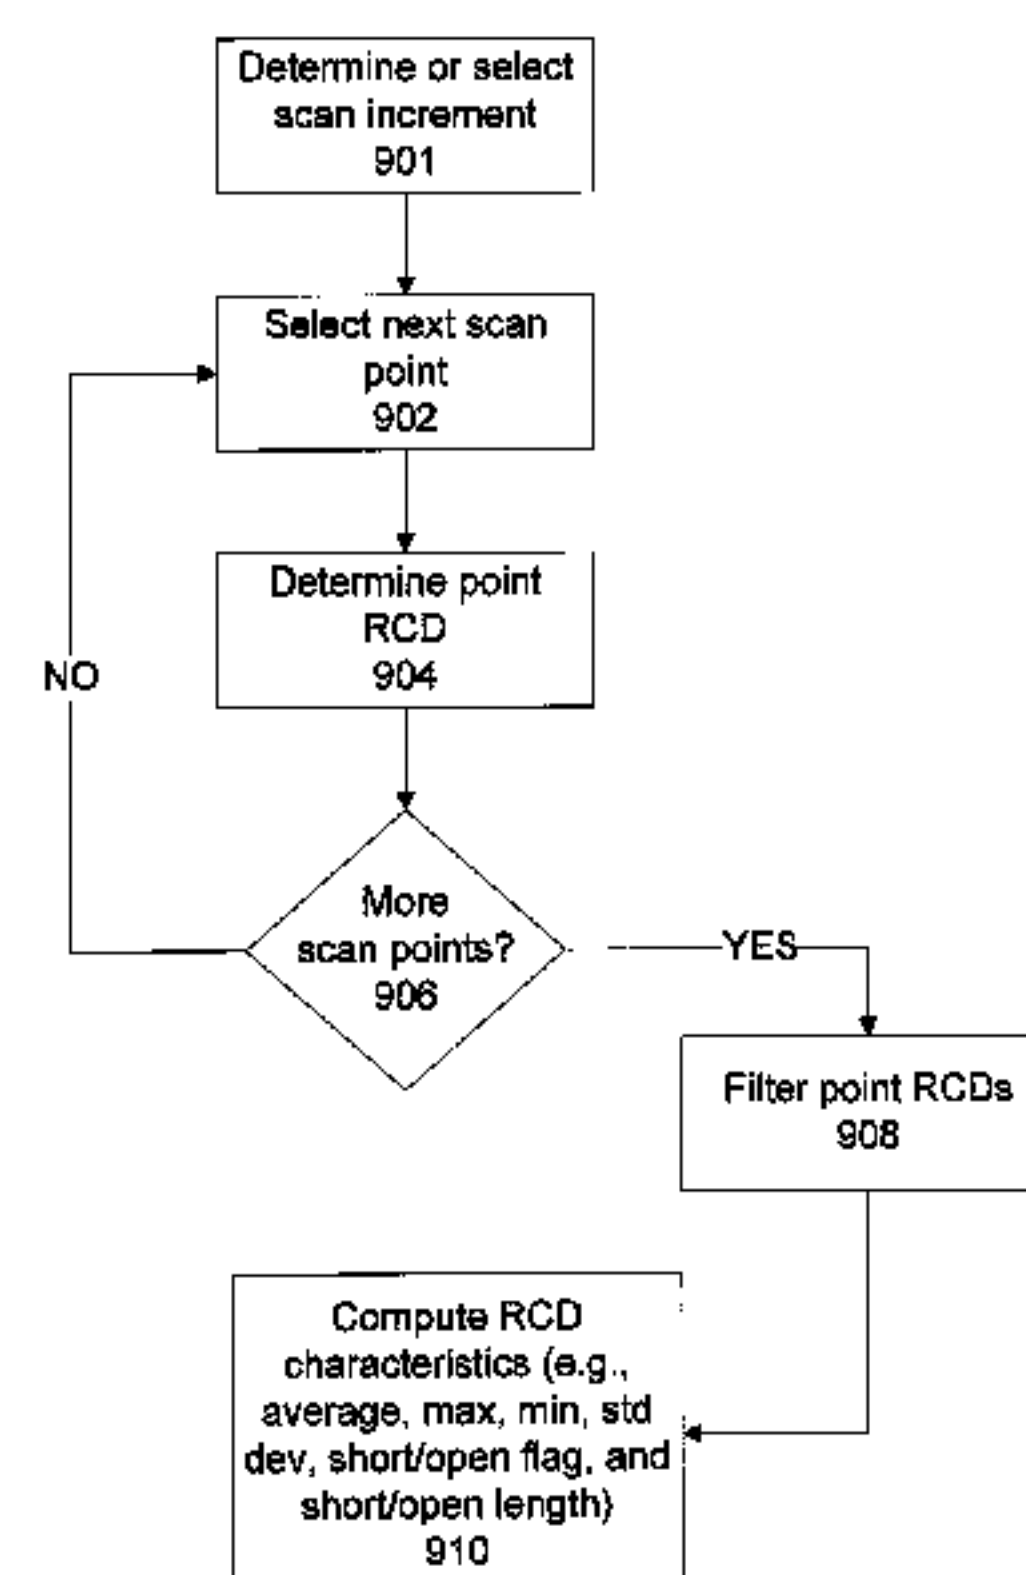 Determine or select
scan increment
901
Select next scan
point
902
Determine point
RCD
904
NO
More
scan points?
906
YES
Filter point RCDs
908
Compute RCD
characteristics (e.g.,
average, max, min, std
dev, short/open flag, and
short/open length)
910